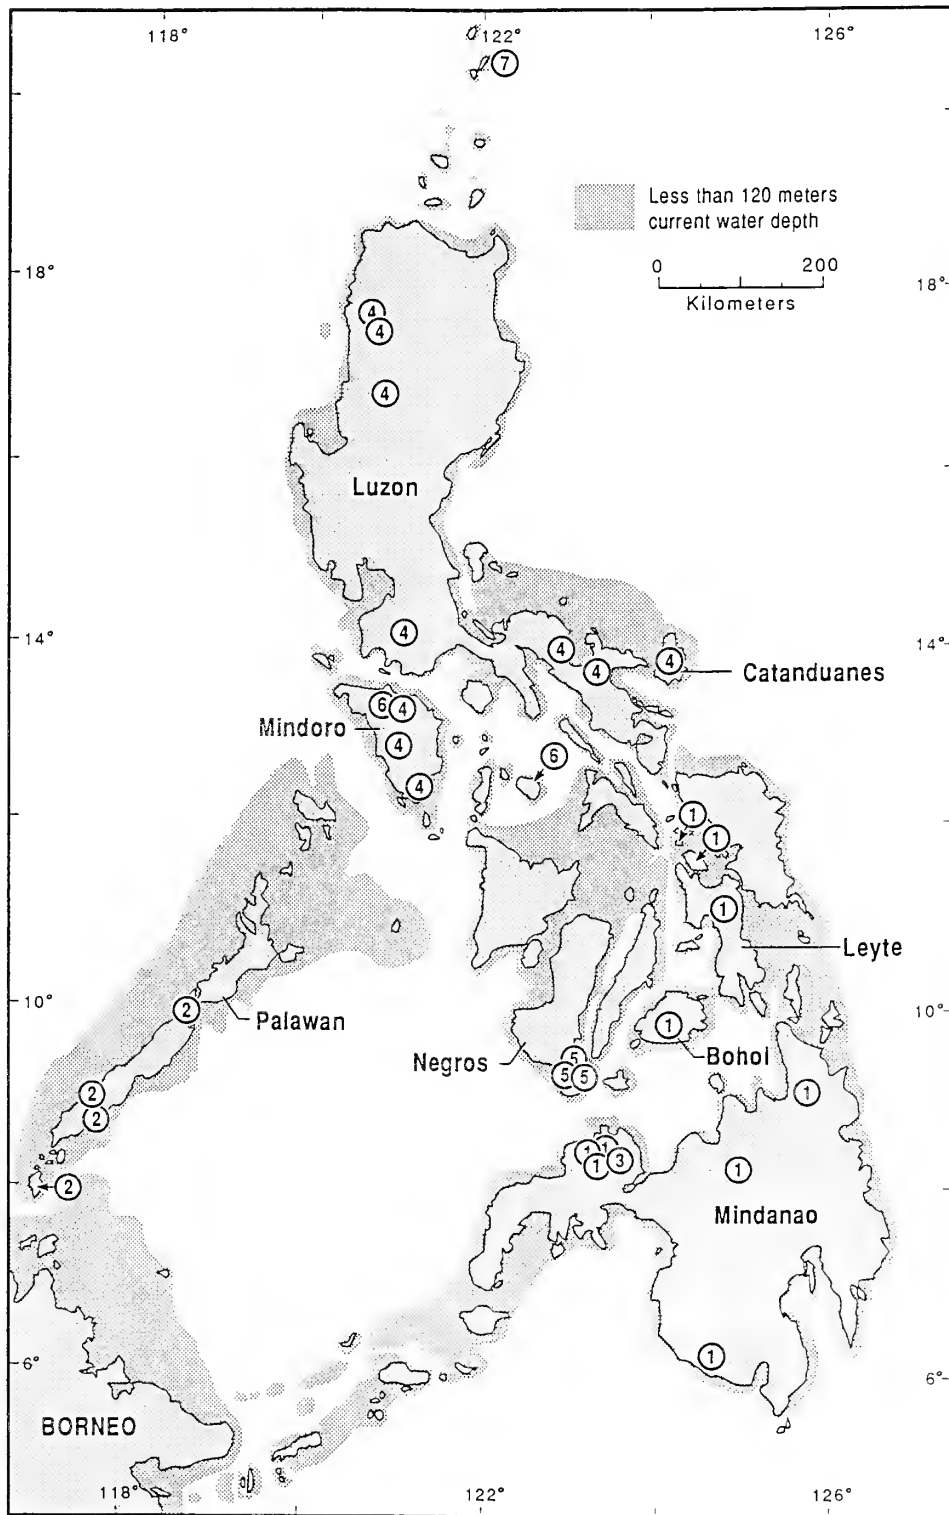 118° 122° 126°
7
Less than 120 meters
current water depth
0 200
Kilometers
18° 18°
4
4
4
Luzon
14° 14°
4
4
4
4
Catanduanes
6 4
Mindoro
4
6
4
1
1
1
Leyte
10° 10°
2
Palawan
1
Negros
Bohol
5
5 5
2
1
2
1 1
1 3
1
2
Mindanao
6° 6°
1
BORNEO
118° 122° 126°